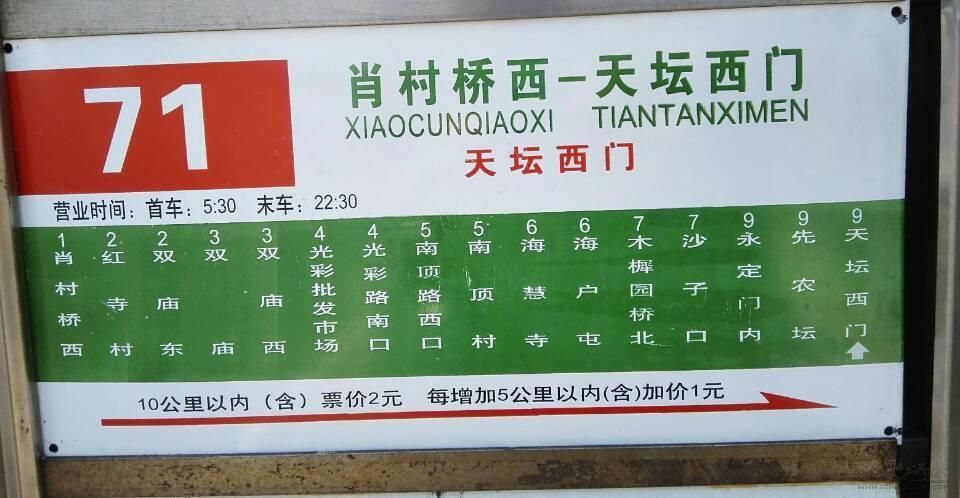 71
肖村桥西－天坛西门
XIAOCUNQIAOXI TIANTANXIMEN
天坛西门
营业时间：首车：5:30 末车：22:30
1 肖村桥西
2 红寺村
2 双庙东
3 双庙
3 双庙西
4 光彩批发市场
4 光彩路南口
5 南顶路西口
5 南顶村
6 海慧寺
6 海户屯
7 木樨园桥北
7 沙子口
9 永定门内
9 先农坛
9 天坛西门
10公里以内（含）票价2元 每增加5公里以内(含)加价1元